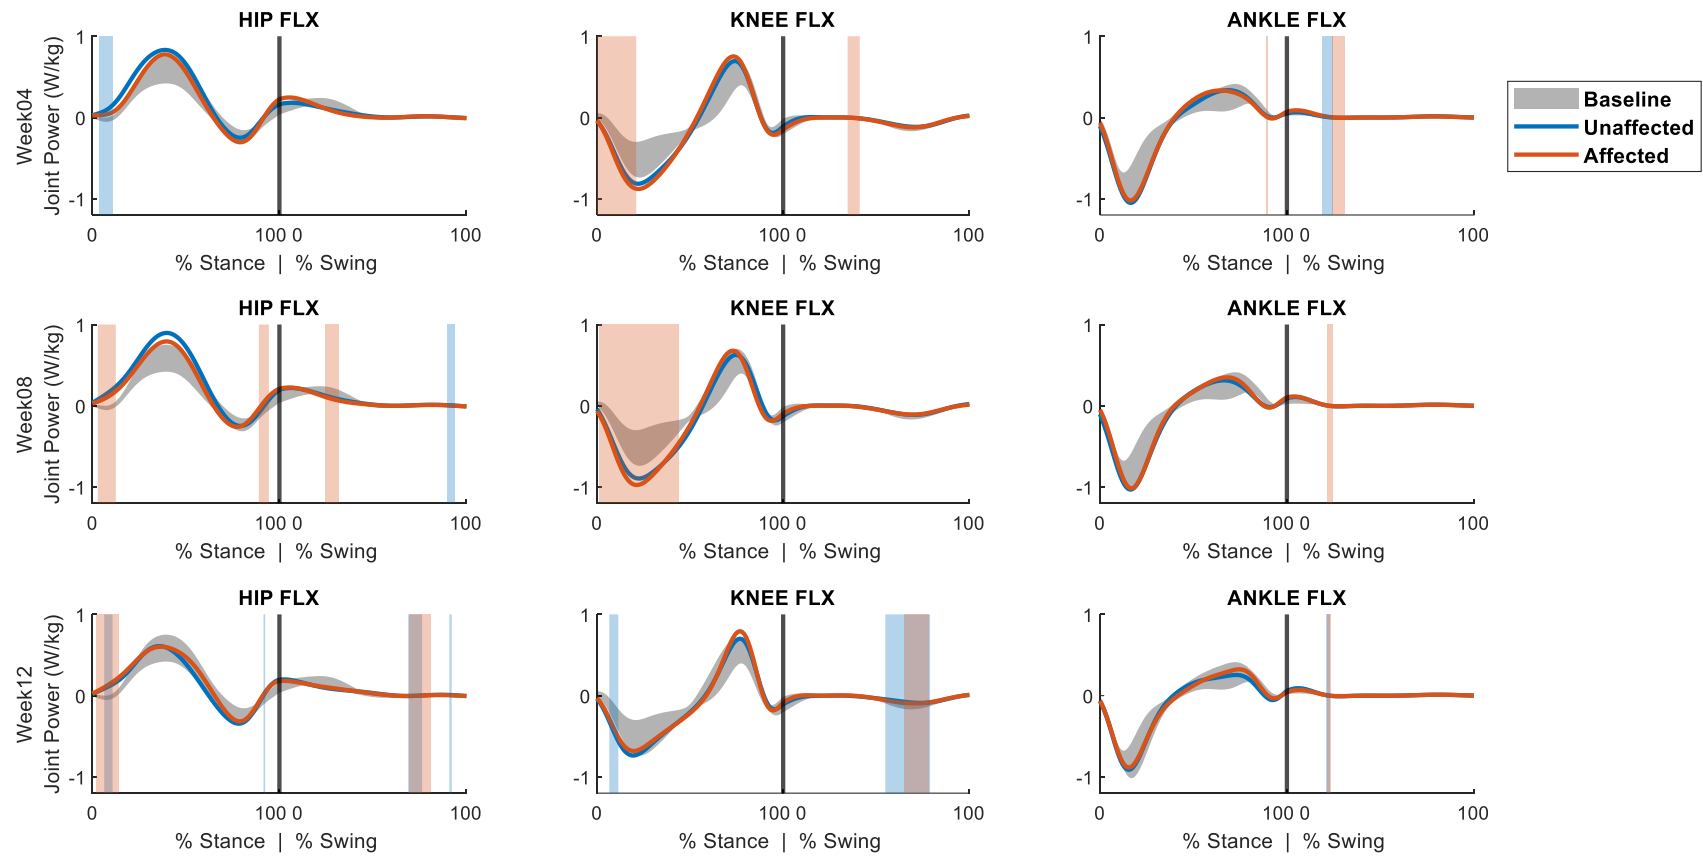 HIP FLX KNEE FLX ANKLE FLX
Baseline
Unaffected
Affected
Week04
Joint Power (W/kg)
1 0 -1 1 0 -1 1 0 -1
0 100 0 100 0 100 0 100 0 100 0 100
% Stance | % Swing % Stance | % Swing % Stance | % Swing
HIP FLX KNEE FLX ANKLE FLX
Week08
Joint Power (W/kg)
1 0 -1 1 0 -1 1 0 -1
0 100 0 100 0 100 0 100 0 100 0 100
% Stance | % Swing % Stance | % Swing % Stance | % Swing
HIP FLX KNEE FLX ANKLE FLX
Week12
Joint Power (W/kg)
1 0 -1 1 0 -1 1 0 -1
0 100 0 100 0 100 0 100 0 100 0 100
% Stance | % Swing % Stance | % Swing % Stance | % Swing